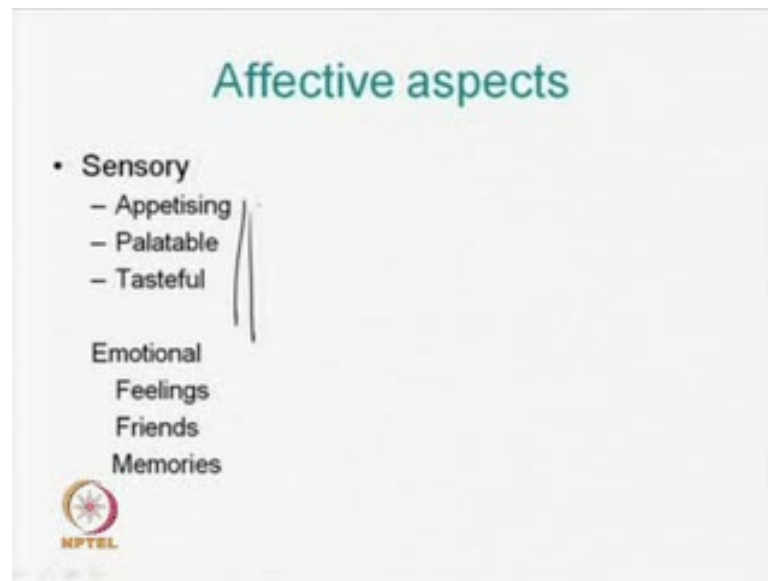 Affective aspects
• Sensory
– Appetising
– Palatable
– Tasteful
Emotional
Feelings
Friends
Memories
NPTEL